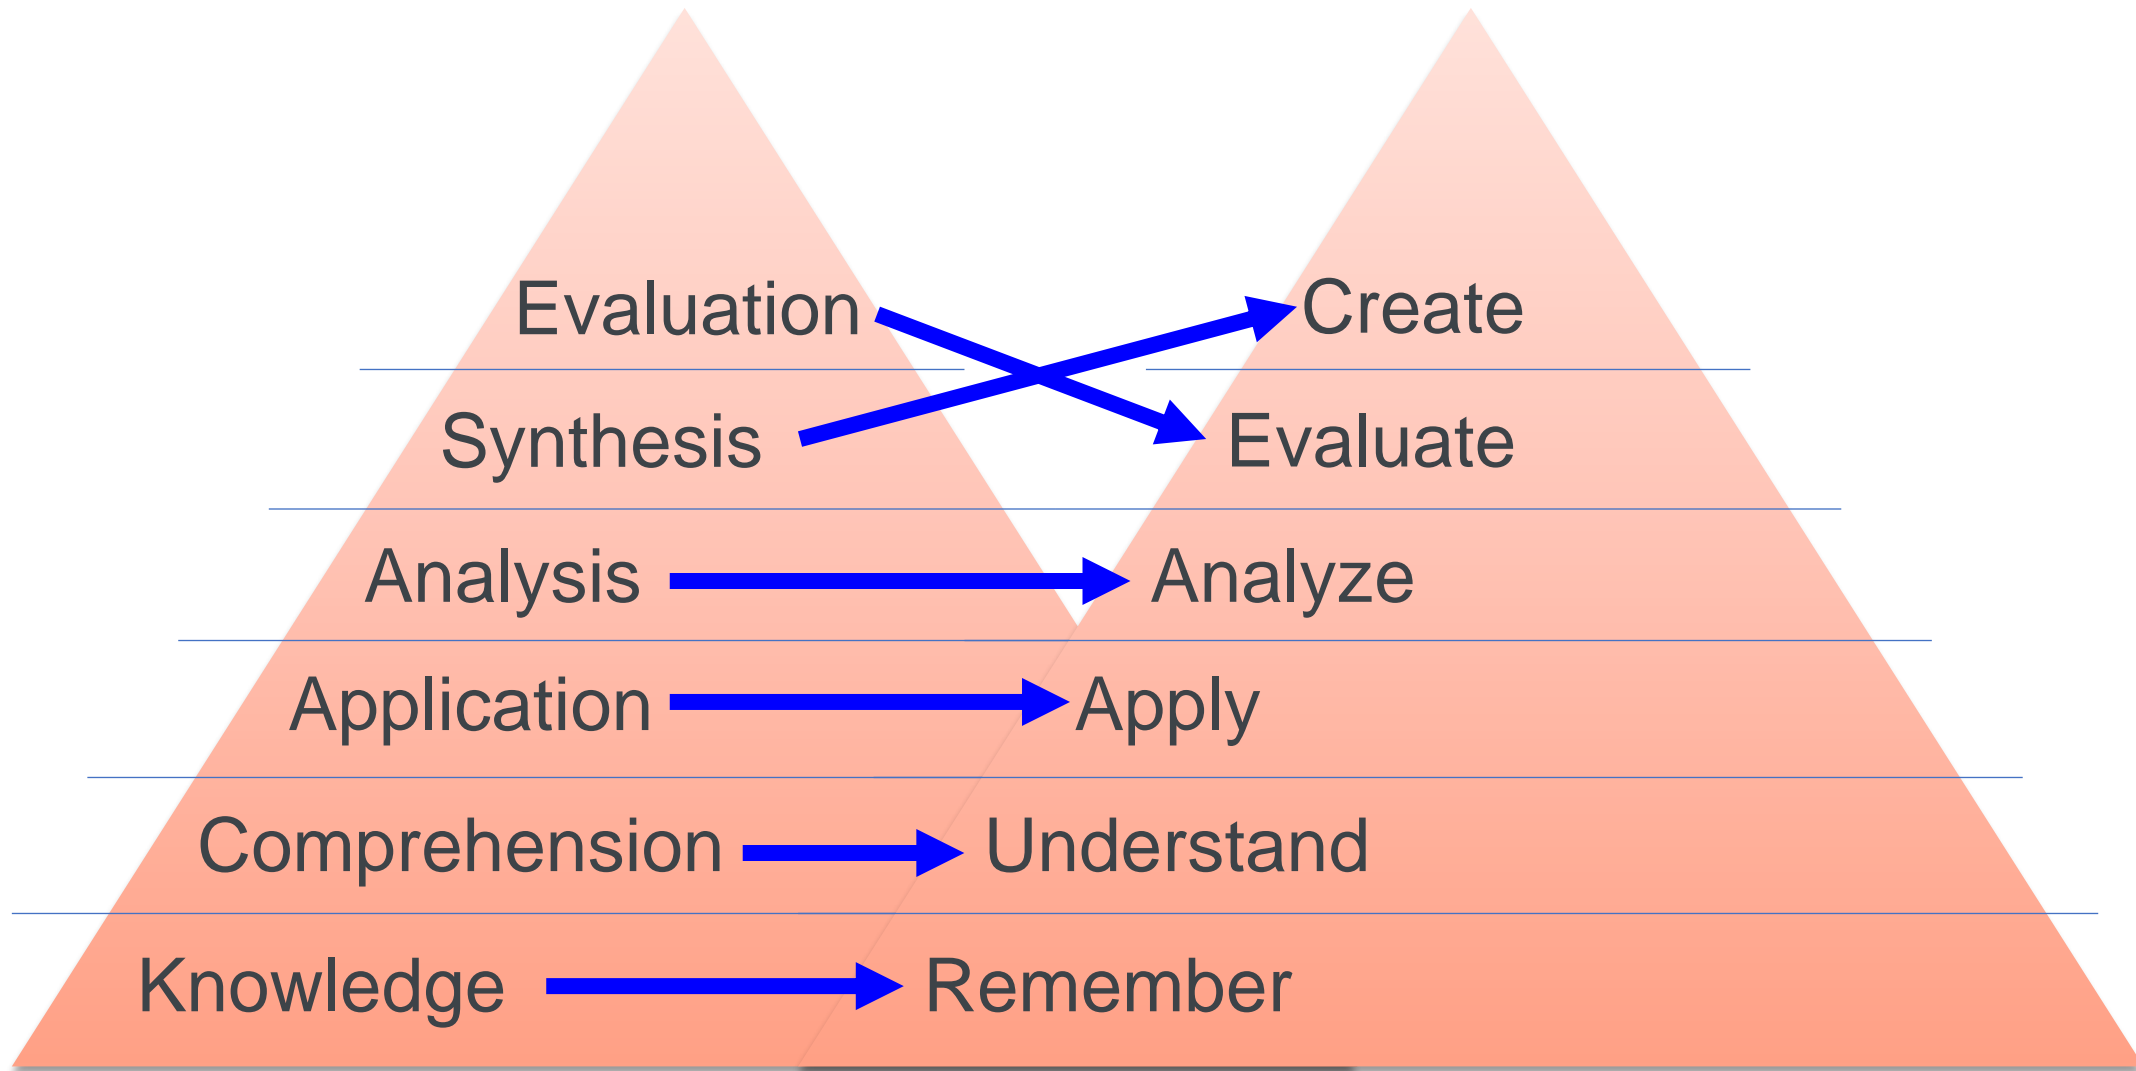 Evaluation Create
Synthesis Evaluate
Analysis Analyze
Application Apply
Comprehension Understand
Knowledge Remember